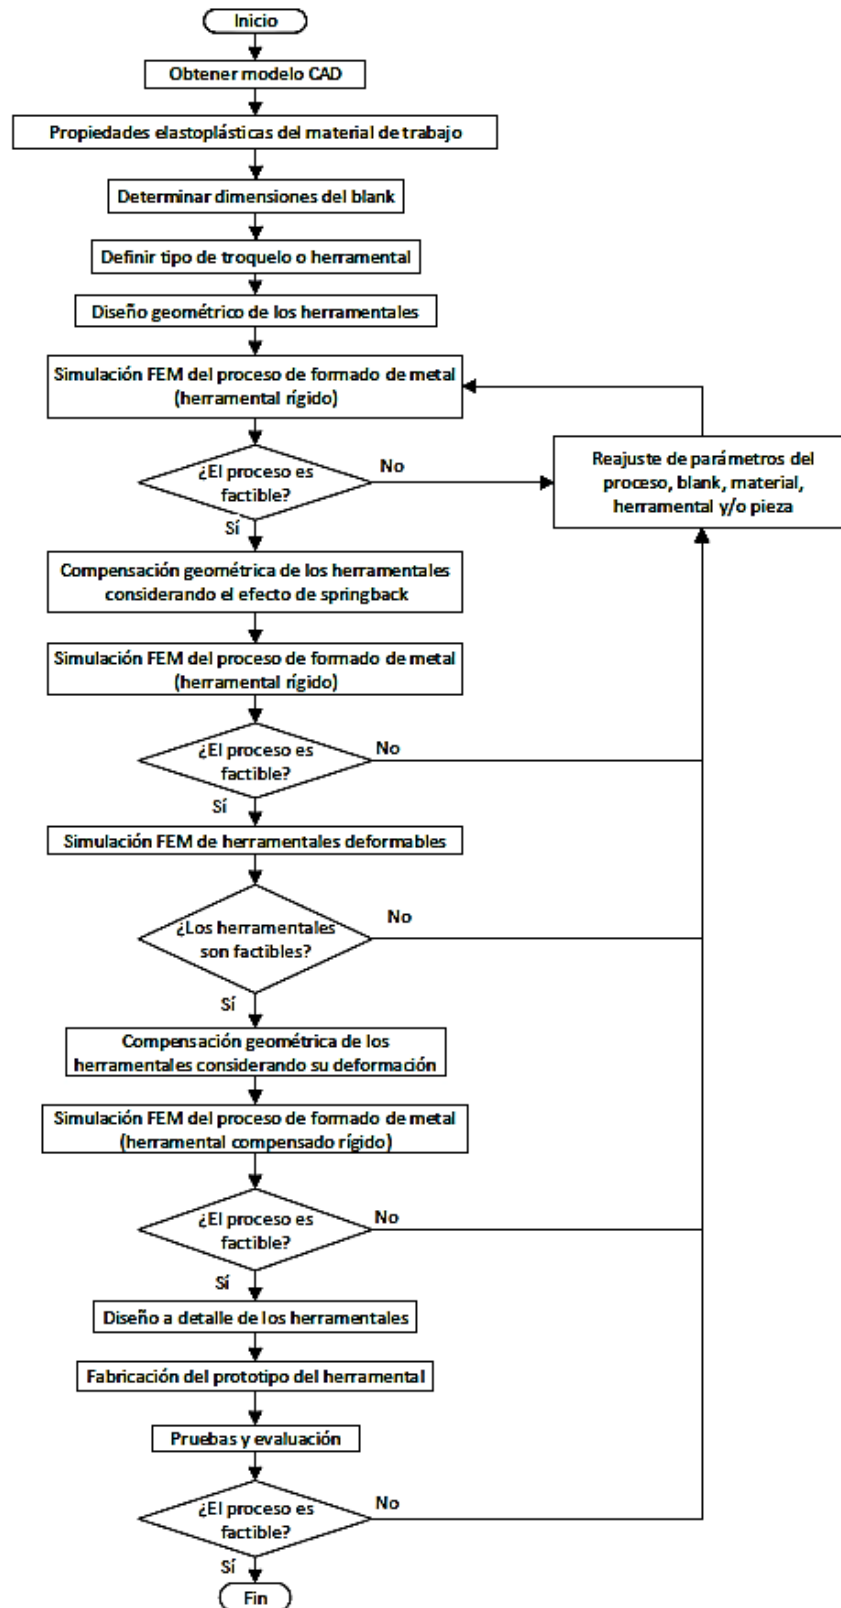 Inicio
Obtener modelo CAD
Propiedades elastoplásticas del material de trabajo
Determinar dimensiones del blank
Definir tipo de troquelo o herramental
Diseño geométrico de los herramentales
Simulación FEM del proceso de formado de metal
(herramental rígido)
¿El proceso es
factible?
No
Sí
Reajuste de parámetros del
proceso, blank, material,
herramental y/o pieza
Compensación geométrica de los herramentales
considerando el efecto de springback
Simulación FEM del proceso de formado de metal
(herramental rígido)
¿El proceso es
factible?
No
Sí
Simulación FEM de herramentales deformables
¿Los herramentales
son factibles?
No
Sí
Compensación geométrica de los
herramentales considerando su deformación
Simulación FEM del proceso de formado de metal
(herramental compensado rígido)
¿El proceso es
factible?
No
Sí
Diseño a detalle de los herramentales
Fabricación del prototipo del herramental
Pruebas y evaluación
¿El proceso es
factible?
No
Sí
Fin